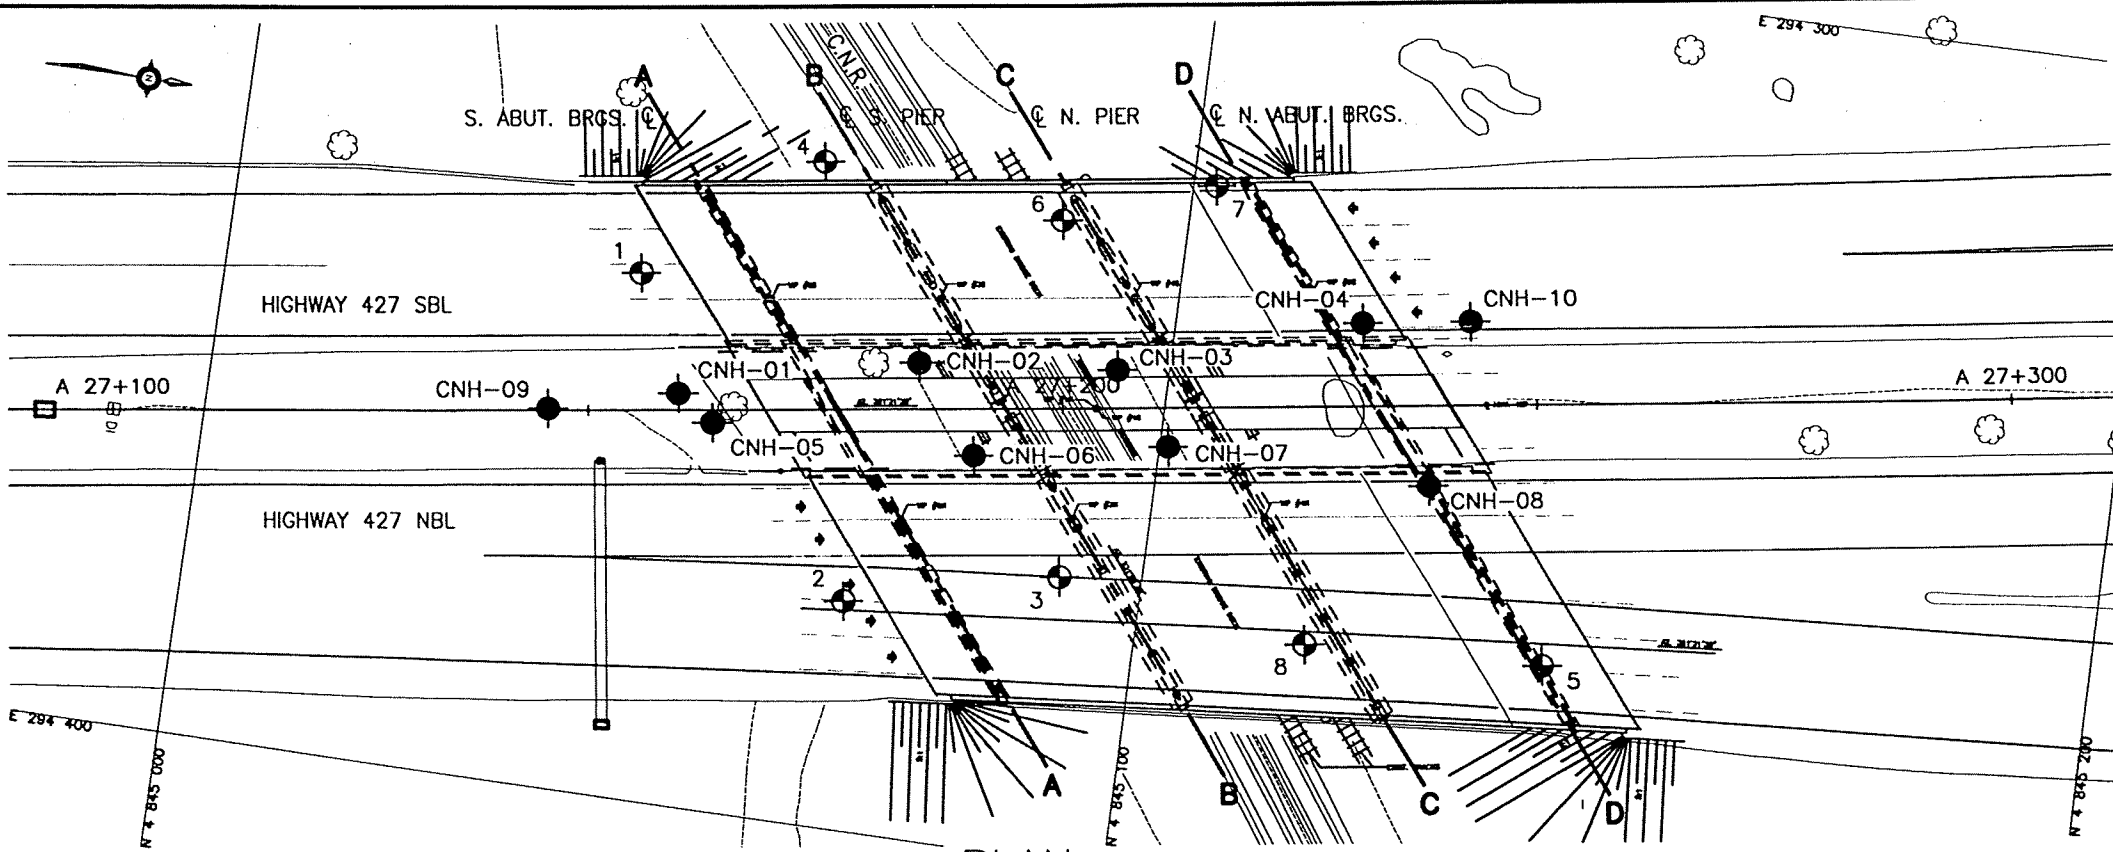 E 294 300
C.N.R.
N
A
B
C
D
S. ABUT. BRGS. ℄
℄ S. PIER
℄ N. PIER
℄ N. ABUT. BRGS.
4
6
7
1
HIGHWAY 427 SBL
CNH-04
CNH-10
CNH-01
CNH-02
CNH-03
A 27+100
CNH-09
A 27+200
A 27+300
DI
CNH-05
CNH-06
CNH-07
CNH-08
HIGHWAY 427 NBL
2
3
8
5
E 294 400
N 4 845 000
N 4 845 100
N 4 845 200
A
B
C
D